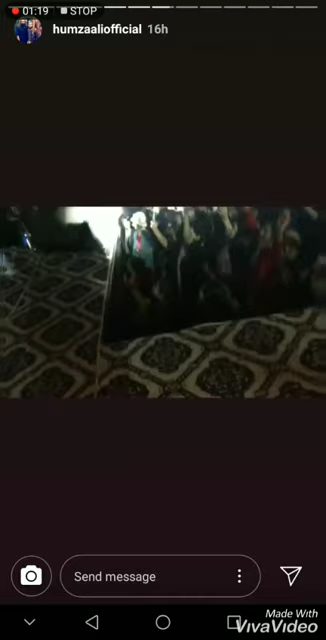 01:19 STOP
humzaaliofficial 16h
Send message
Made With
VivaVideo